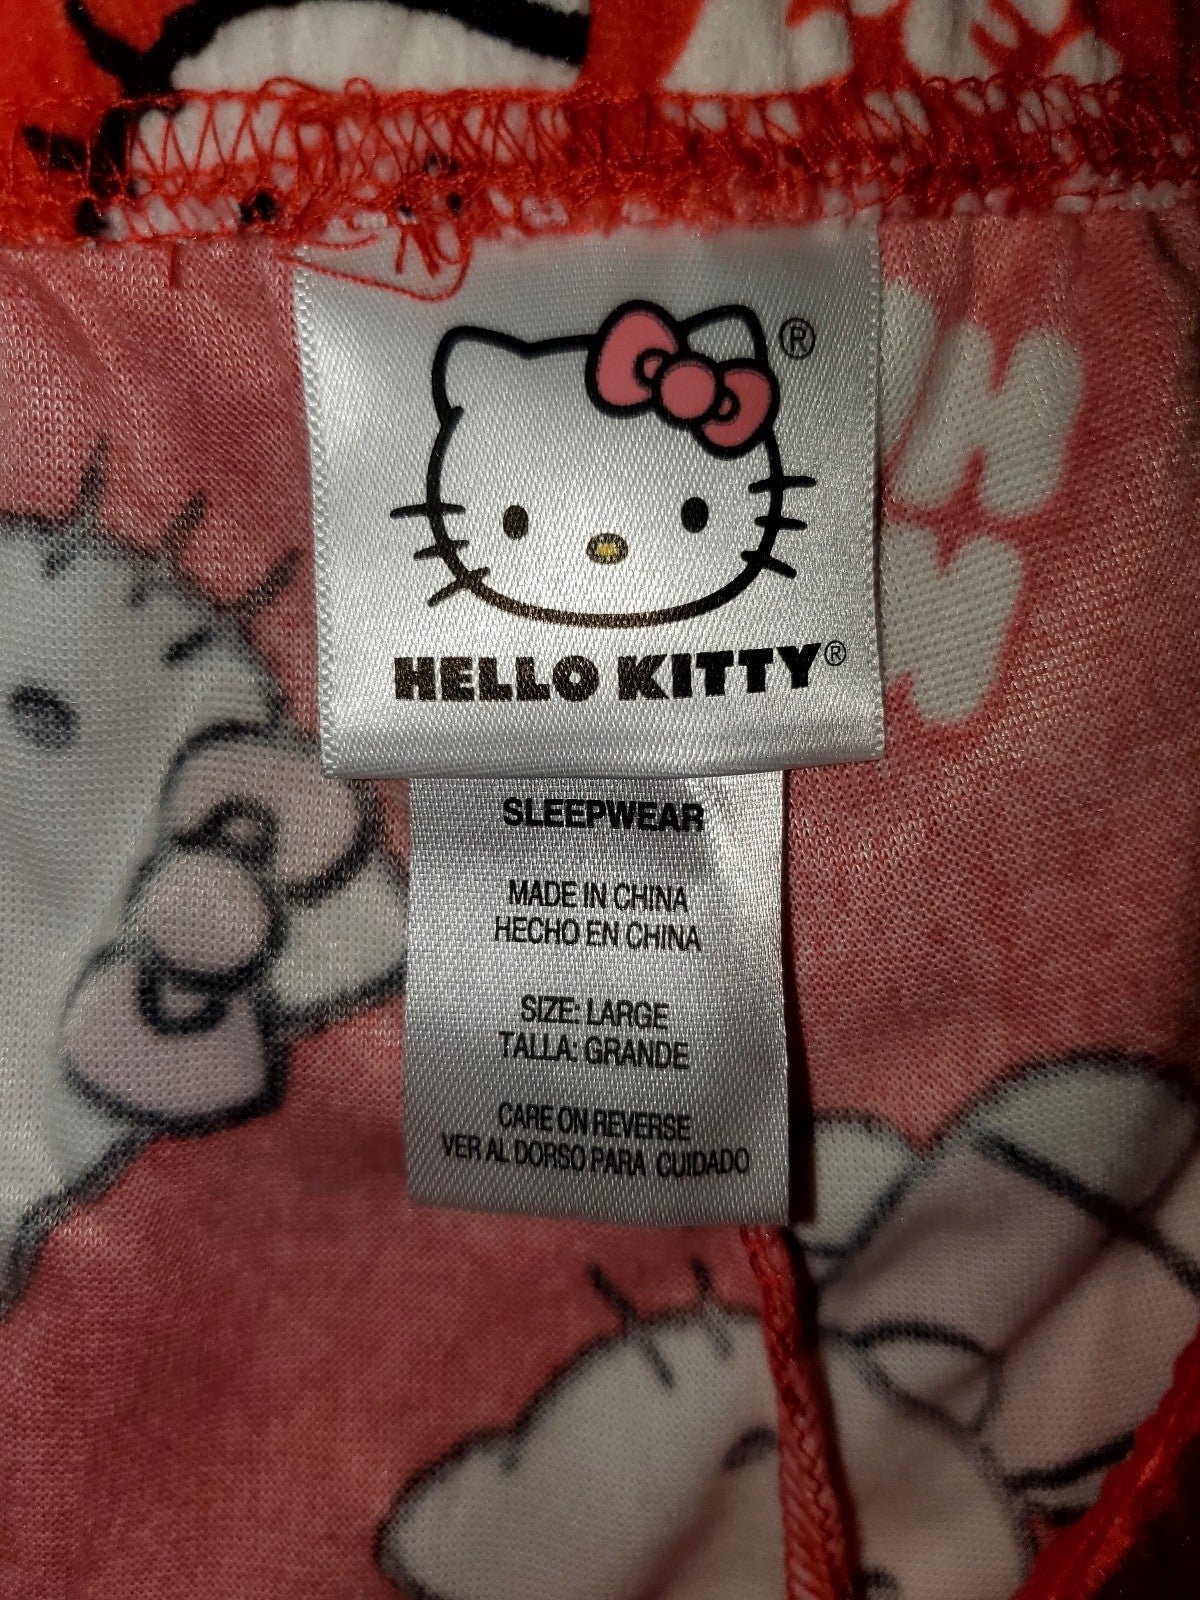 ®
HELLO KITTY®
SLEEPWEAR
MADE IN CHINA
HECHO EN CHINA
SIZE: LARGE
TALLA: GRANDE
CARE ON REVERSE
VER AL DORSO PARA CUIDADO